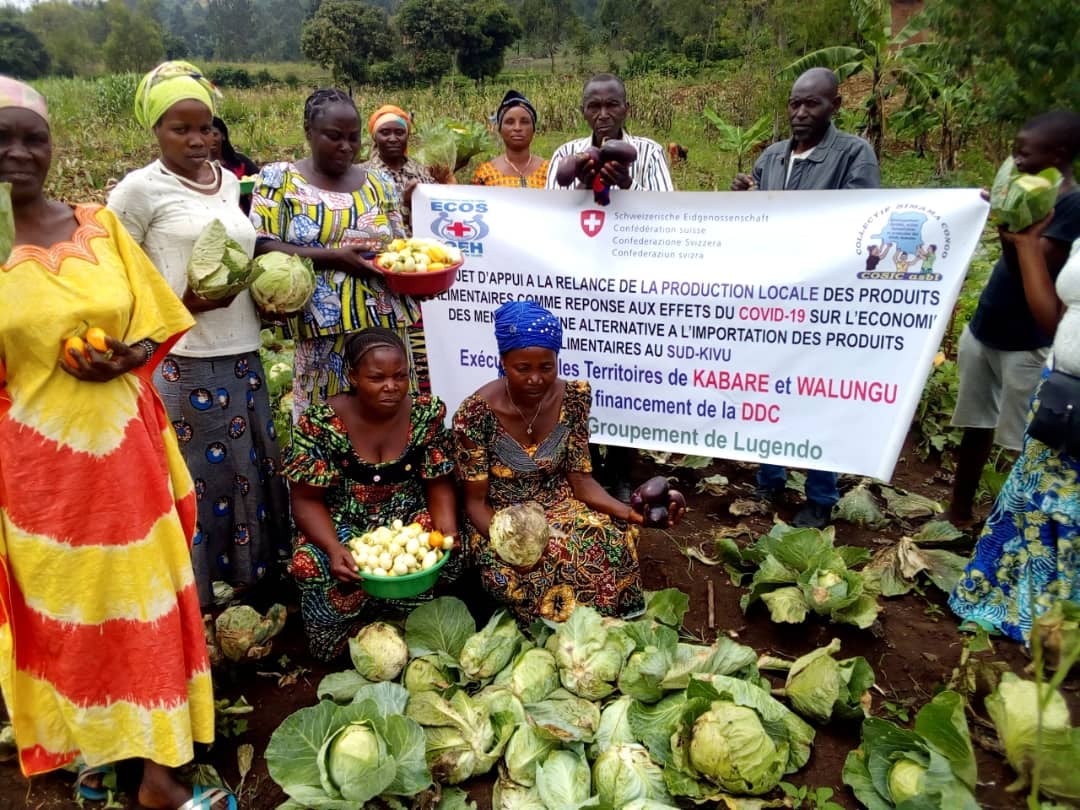 ECOS
Schweizerische Eidgenossenschaft
Confédération suisse
Confederazione Svizzera
Confederaziun svizra
COLLECTIF SIMAMA CONGO
COSIC asbl
JET D'APPUI A LA RELANCE DE LA PRODUCTION LOCALE DES PRODUITS
ALIMENTAIRES COMME REPONSE AUX EFFETS DU COVID-19 SUR L'ECONOMI
DES MEN NE ALTERNATIVE A L'IMPORTATION DES PRODUITS
ALIMENTAIRES AU SUD-KIVU
Exécu les Territoires de KABARE et WALUNGU
financement de la DDC
Groupement de Lugendo